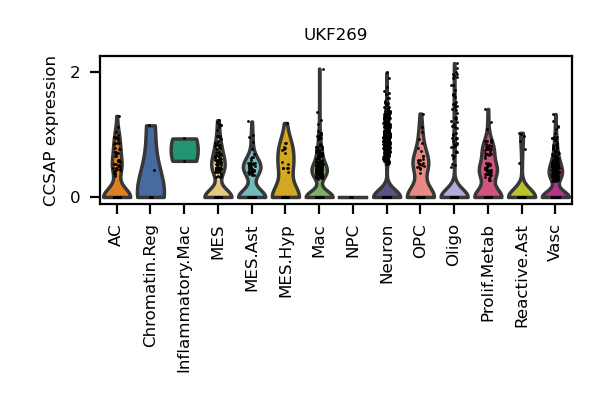 UKF269
CCSAP expression
2
0
AC
Chromatin.Reg
Inflammatory.Mac
MES
MES.Ast
MES.Hyp
Mac
NPC
Neuron
OPC
Oligo
Prolif.Metab
Reactive.Ast
Vasc